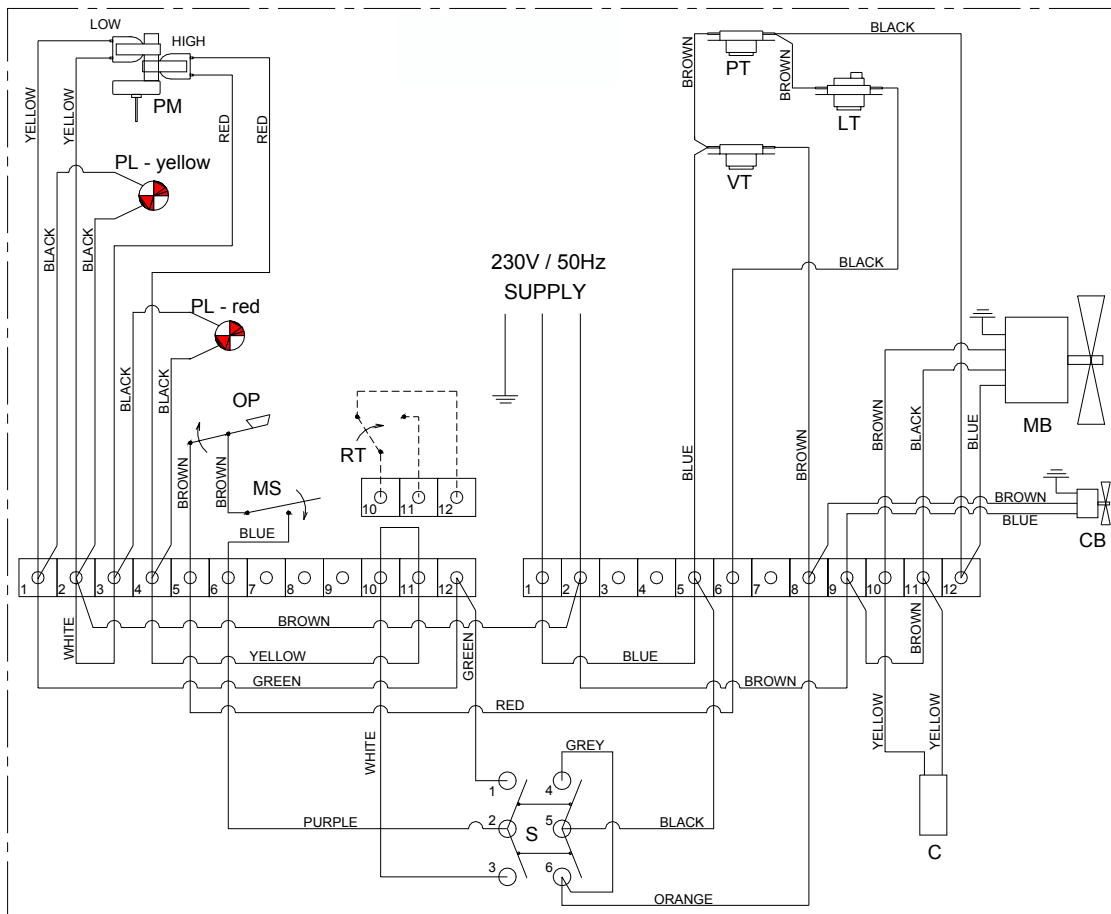 LOW
HIGH
PM
YELLOW
YELLOW
RED
RED
PL - yellow
BLACK
BLACK
PL - red
BLACK
BLACK
OP
BROWN
BROWN
MS
BLUE
RT
10 11 12
230V / 50Hz
SUPPLY
BROWN
PT
BLACK
BROWN
LT
VT
BLACK
BLUE
BROWN
BROWN
BLACK
BLUE
MB
BROWN
BLUE
CB
1 2 3 4 5 6 7 8 9 10 11 12
1 2 3 4 5 6 7 8 9 10 11 12
WHITE
BROWN
YELLOW
GREEN
GREEN
BLUE
BROWN
BROWN
RED
WHITE
YELLOW
YELLOW
GREY
1 4
PURPLE
2 S 5
BLACK
3 6
C
ORANGE